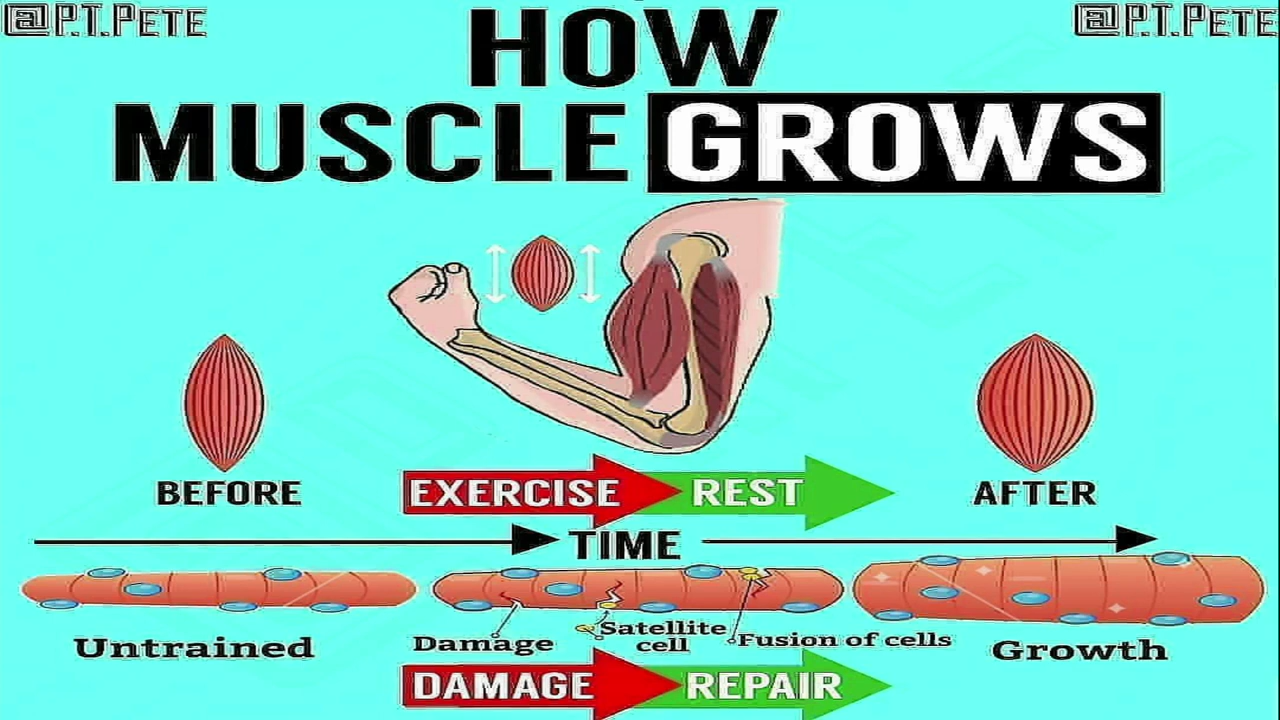 @P.T.PETE
@P.T.PETE
HOW
MUSCLE GROWS
BEFORE
EXERCISE
REST
AFTER
TIME
Untrained
Damage
Satellite
cell
Fusion of cells
Growth
DAMAGE
REPAIR